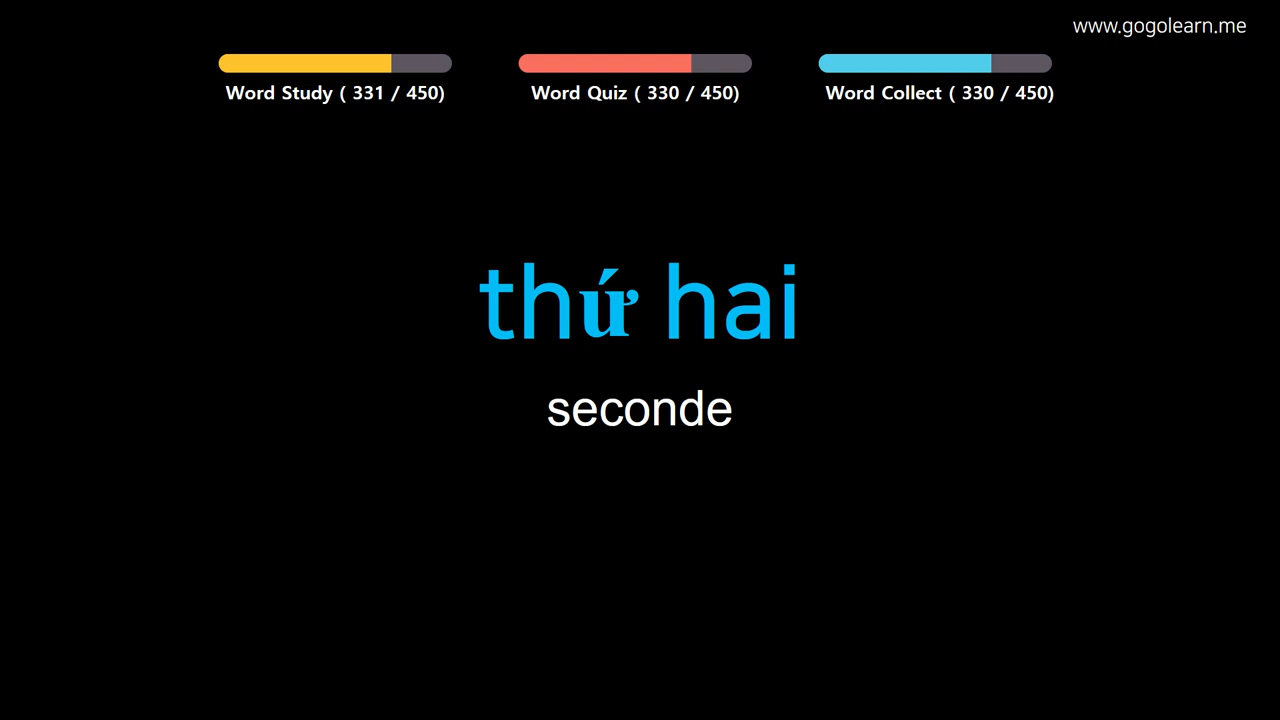 www.gogolearn.me
Word Study ( 331 / 450)
Word Quiz ( 330 / 450)
Word Collect ( 330 / 450)
thứ hai
seconde